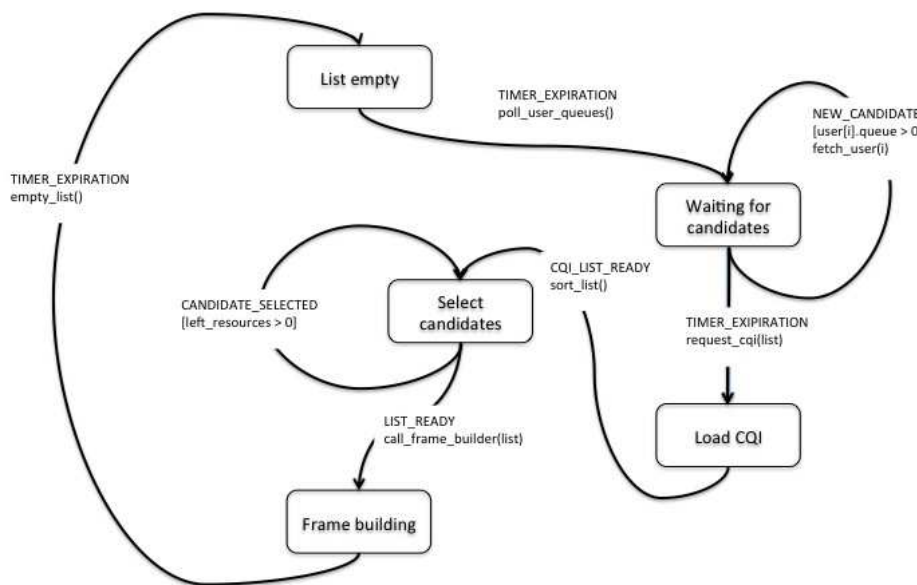 List empty
TIMER_EXPIRATION
poll_user_queues()
NEW_CANDIDATE
[user[i].queue > 0
fetch_user(i)
TIMER_EXPIRATION
empty_list()
Waiting for
candidates
CQI_LIST_READY
sort_list()
CANDIDATE_SELECTED
[left_resources > 0]
Select
candidates
TIMER_EXIPIRATION
request_cqi(list)
LIST_READY
call_frame_builder(list)
Load CQI
Frame building